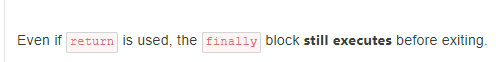 Even if return is used, the finally block still executes before exiting.